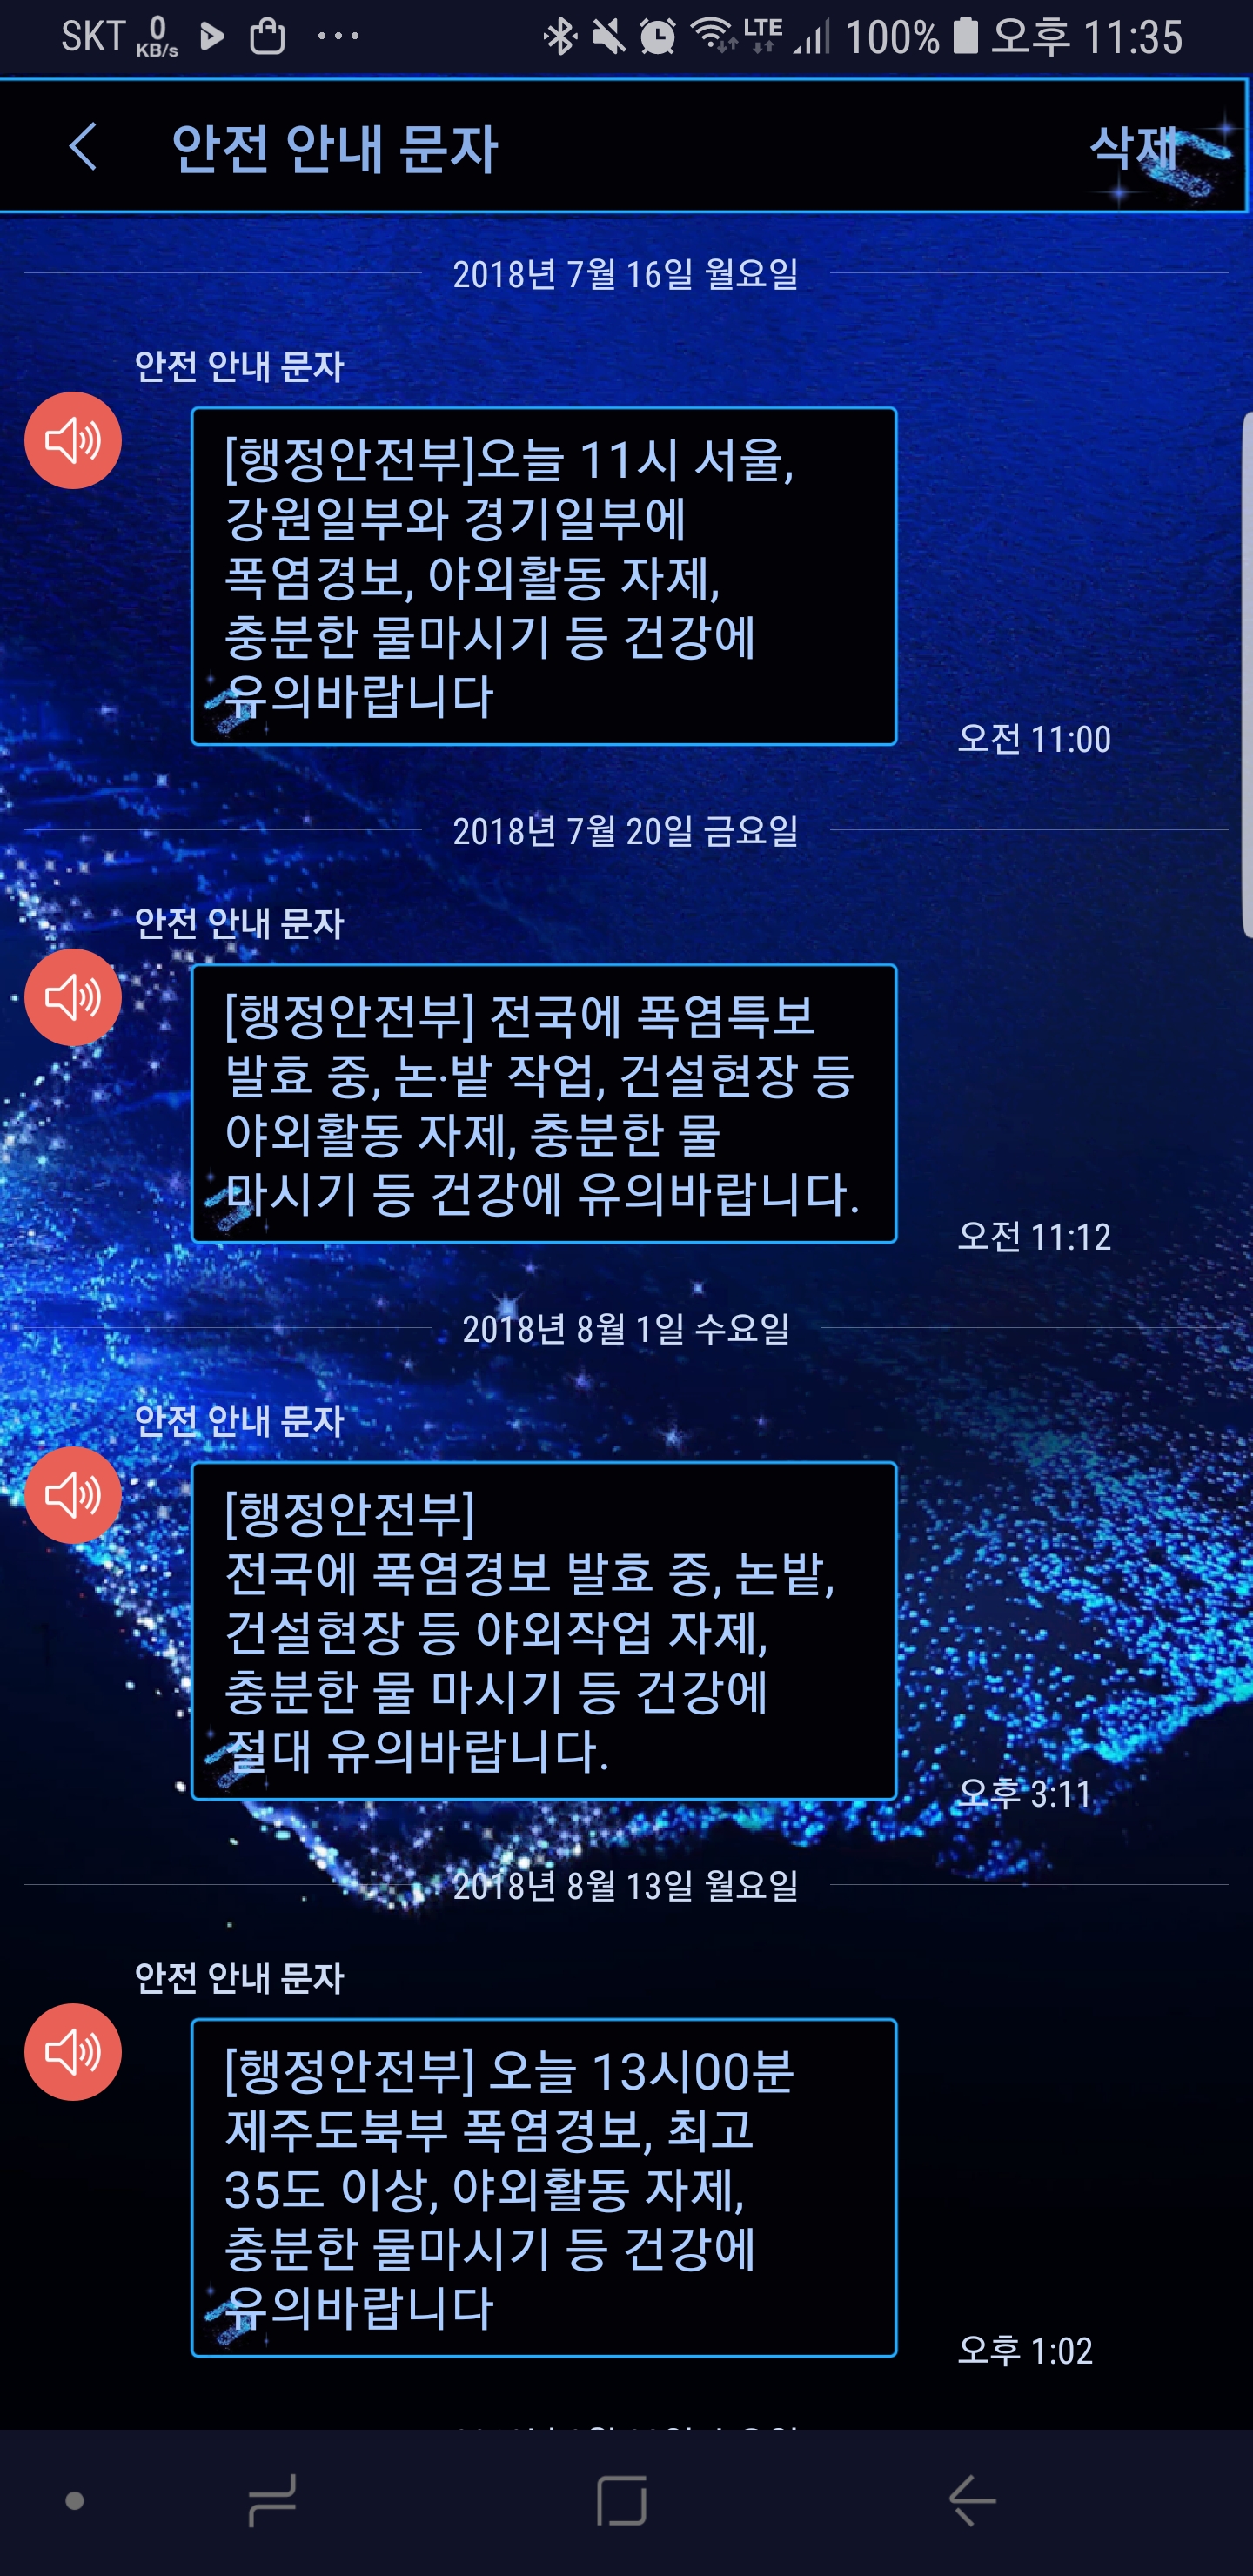 SKT 0 KB/s LTE 100% 오후 11:35
안전 안내 문자 삭제
2018년 7월 16일 월요일
안전 안내 문자
[행정안전부]오늘 11시 서울,
강원일부와 경기일부에
폭염경보, 야외활동 자제,
충분한 물마시기 등 건강에
유의바랍니다
오전 11:00
2018년 7월 20일 금요일
안전 안내 문자
[행정안전부] 전국에 폭염특보
발효 중, 논·밭 작업, 건설현장 등
야외활동 자제, 충분한 물
마시기 등 건강에 유의바랍니다.
오전 11:12
2018년 8월 1일 수요일
안전 안내 문자
[행정안전부]
전국에 폭염경보 발효 중, 논밭,
건설현장 등 야외작업 자제,
충분한 물 마시기 등 건강에
절대 유의바랍니다.
오후 3:11
2018년 8월 13일 월요일
안전 안내 문자
[행정안전부] 오늘 13시00분
제주도북부 폭염경보, 최고
35도 이상, 야외활동 자제,
충분한 물마시기 등 건강에
유의바랍니다
오후 1:02